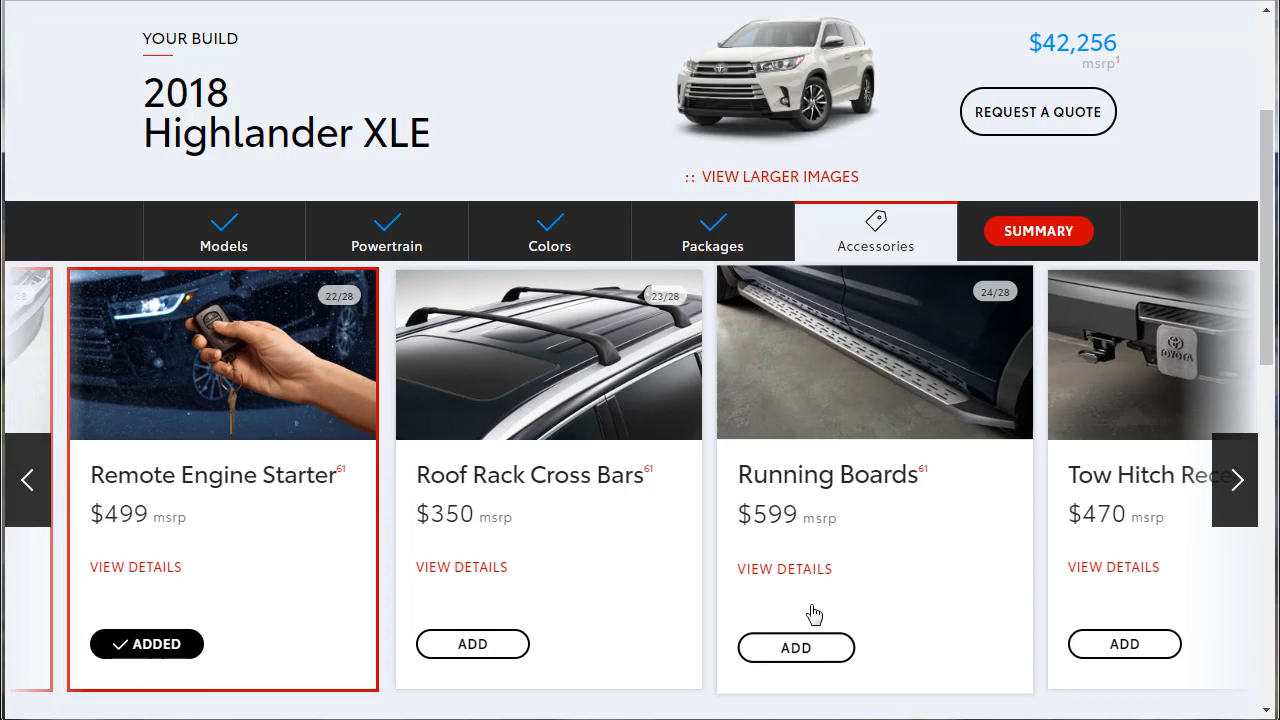 YOUR BUILD
2018
Highlander XLE
$42,256
msrp1
REQUEST A QUOTE
:: VIEW LARGER IMAGES
Models
Powertrain
Colors
Packages
Accessories
SUMMARY
28
22/28
Remote Engine Starter61
$499 msrp
VIEW DETAILS
ADDED
23/28
Roof Rack Cross Bars61
$350 msrp
VIEW DETAILS
ADD
24/28
Running Boards61
$599 msrp
VIEW DETAILS
ADD
TOYOTA
Tow Hitch Rece
$470 msrp
VIEW DETAILS
ADD